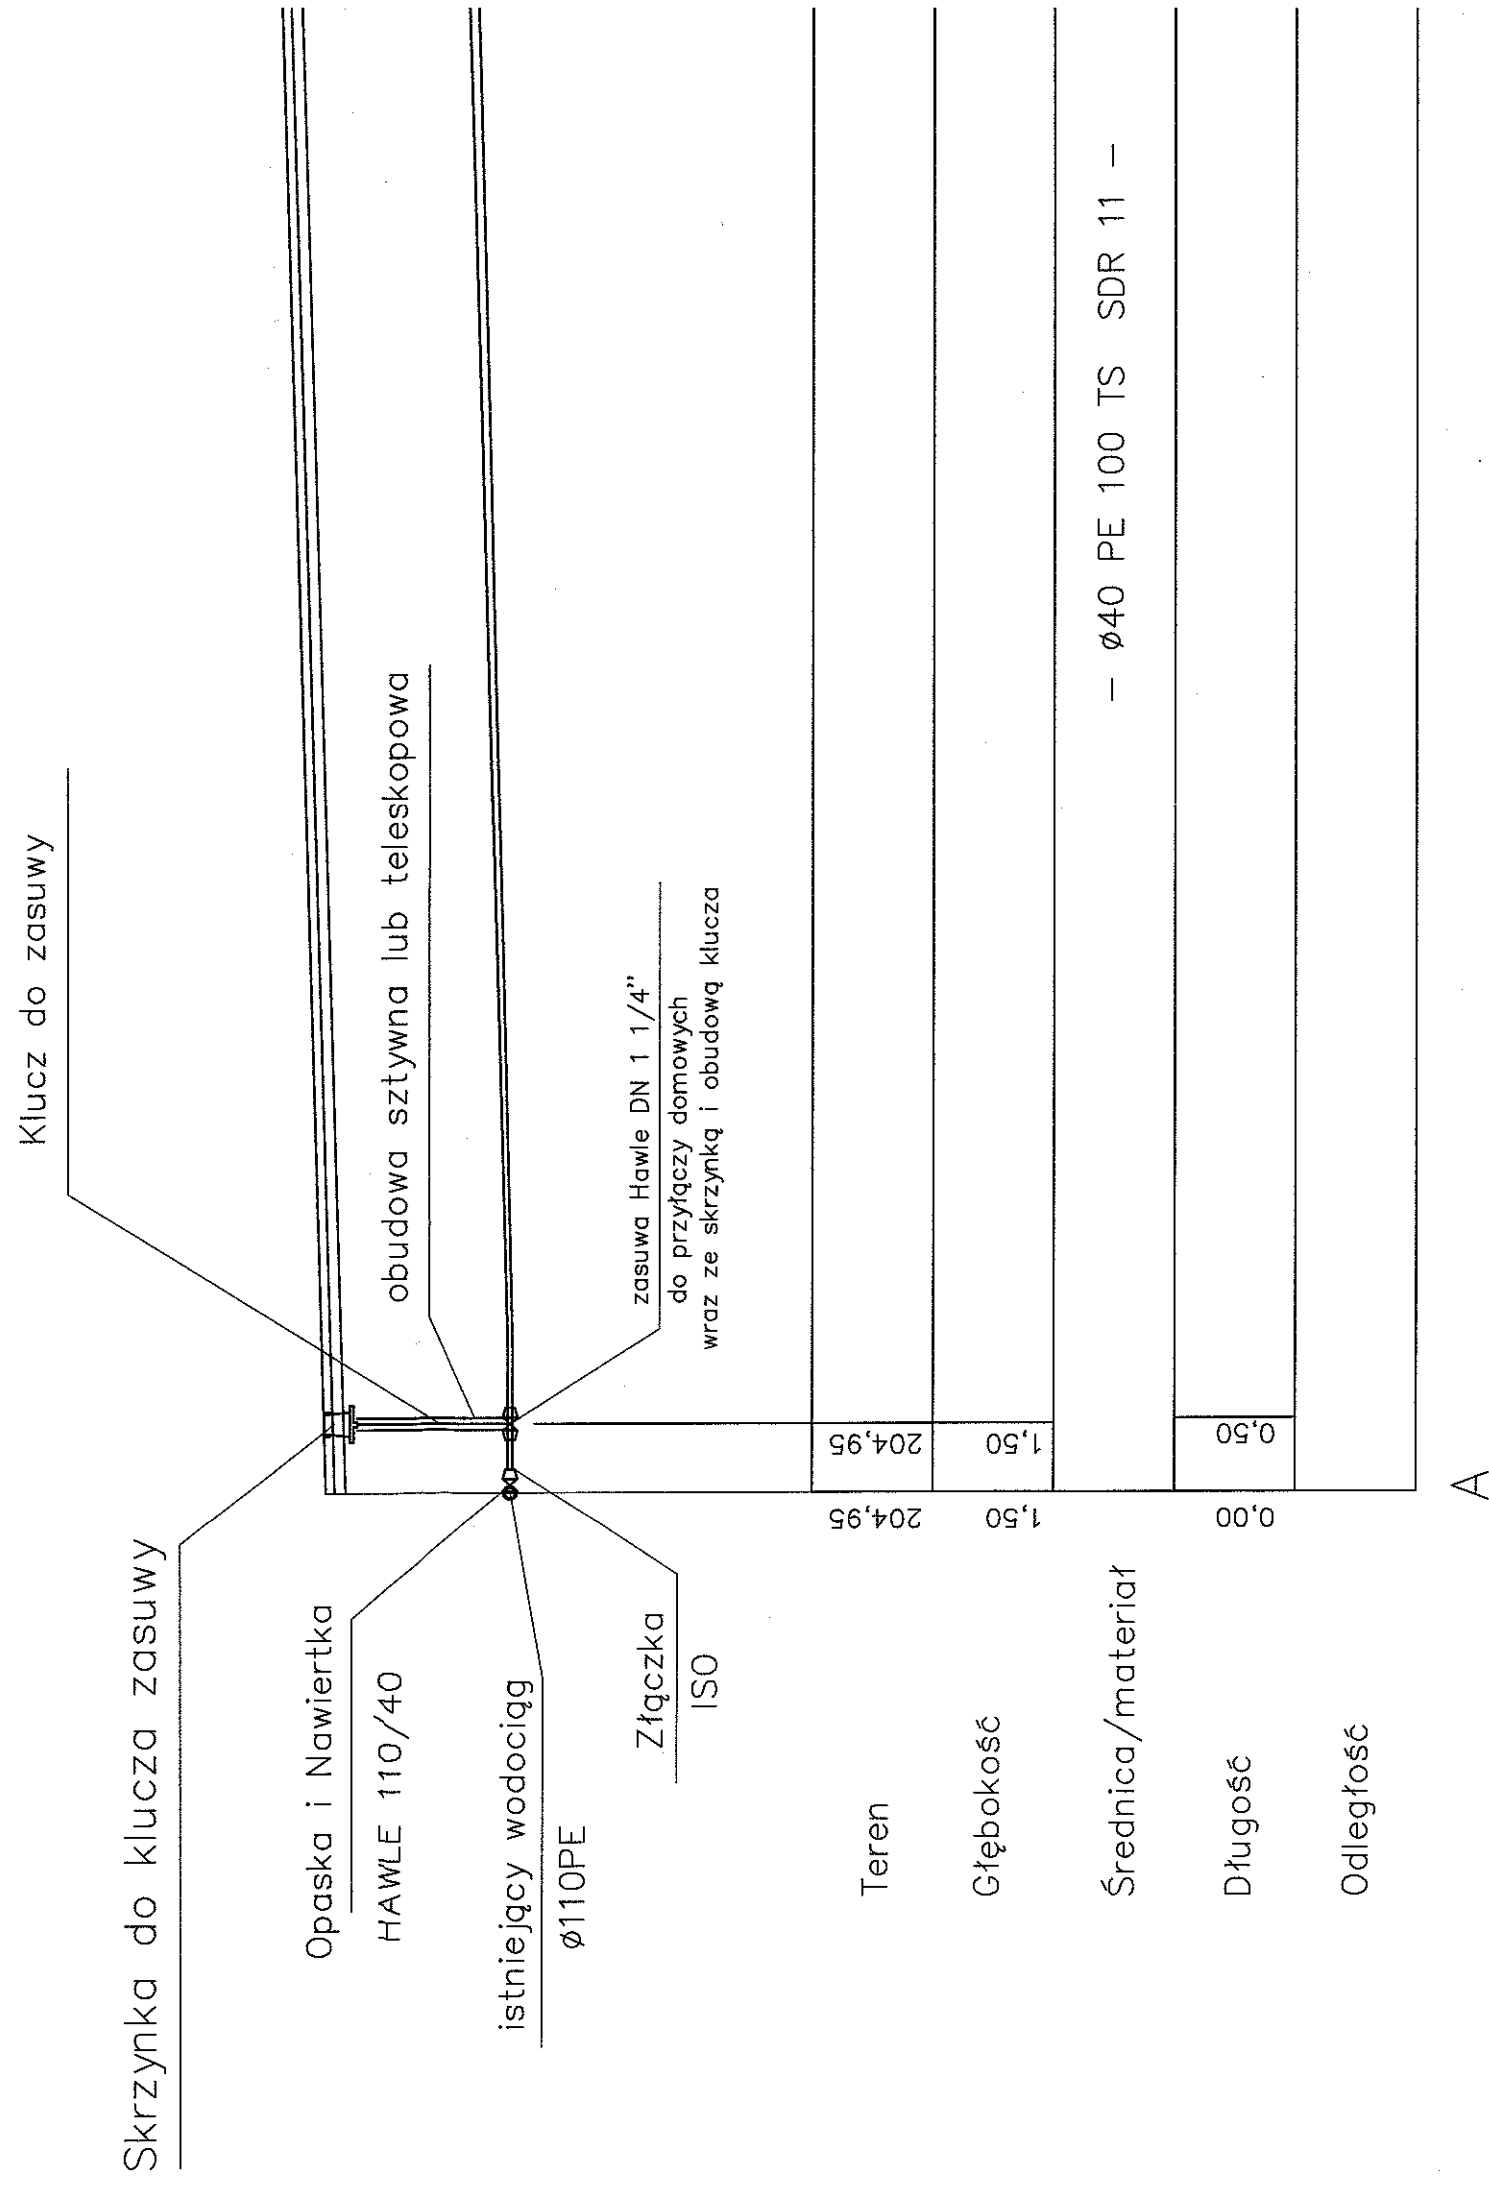 Klucz do zasuwy
Skrzynka do klucza zasuwy
Opaska i Nawiertka
HAWLE 110/40
obudowa sztywna lub teleskopowa
istniejący wodociąg
ø110PE
Złączka
ISO
zasuwa Hawle DN 1 1/4"
do przyłączy domowych
wraz ze skrzynką i obudową klucza
Teren
204,95
204,95
Głębokość
1,50
1,50
Średnica/materiał
– ø40 PE 100 TS SDR 11 –
Długość
0,00
0,50
Odległość
A